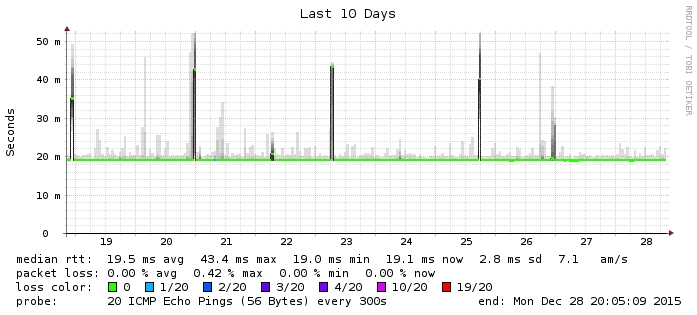 Last 10 Days
RRDTOOL / TOBI OETIKER
Seconds
50 m
40 m
30 m
20 m
10 m
0
19 20 21 22 23 24 25 26 27 28
median rtt: 19.5 ms avg 43.4 ms max 19.0 ms min 19.1 ms now 2.8 ms sd 7.1 am/s
packet loss: 0.00 % avg 0.42 % max 0.00 % min 0.00 % now
loss color: 0 1/20 2/20 3/20 4/20 10/20 19/20
probe: 20 ICMP Echo Pings (56 Bytes) every 300s end: Mon Dec 28 20:05:09 2015